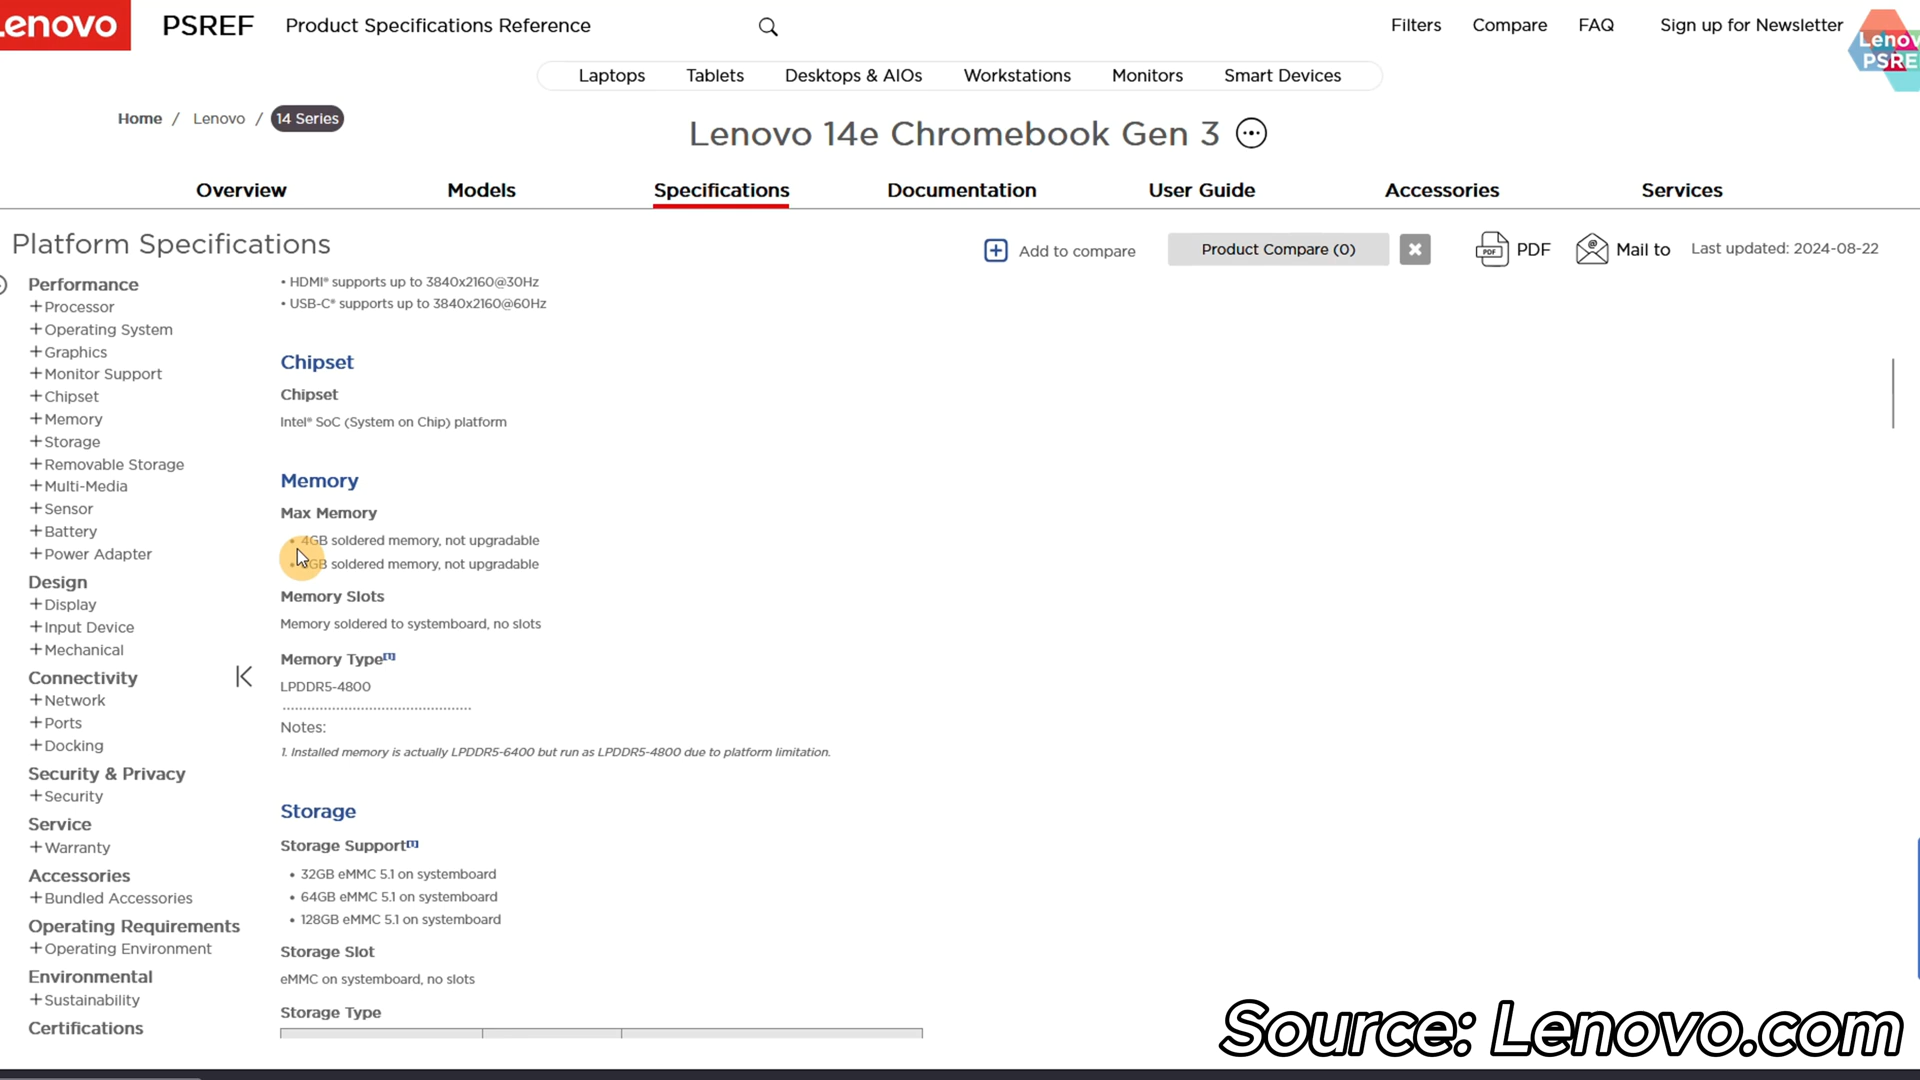 enovo
PSREF
Product Specifications Reference
Filters
Compare
FAQ
Sign up for Newsletter
Lenov
PSRE
Laptops
Tablets
Desktops & AIOs
Workstations
Monitors
Smart Devices
Home / Lenovo / 14 Series
Lenovo 14e Chromebook Gen 3
Overview
Models
Specifications
Documentation
User Guide
Accessories
Services
Platform Specifications
Add to compare
Product Compare (0)
PDF
Mail to
Last updated: 2024-08-22
Performance
+Processor
+Operating System
+Graphics
+Monitor Support
+Chipset
+Memory
+Storage
+Removable Storage
+Multi-Media
+Sensor
+Battery
+Power Adapter
Design
+Display
+Input Device
+Mechanical
Connectivity
+Network
+Ports
+Docking
Security & Privacy
+Security
Service
+Warranty
Accessories
+Bundled Accessories
Operating Requirements
+Operating Environment
Environmental
+Sustainability
Certifications
• HDMI® supports up to 3840x2160@30Hz
• USB-C® supports up to 3840x2160@60Hz
Chipset
Chipset
Intel® SoC (System on Chip) platform
Memory
Max Memory
• 4GB soldered memory, not upgradable
• GB soldered memory, not upgradable
Memory Slots
Memory soldered to systemboard, no slots
Memory Type[1]
LPDDR5-4800
Notes:
1. Installed memory is actually LPDDR5-6400 but run as LPDDR5-4800 due to platform limitation.
Storage
Storage Support[1]
• 32GB eMMC 5.1 on systemboard
• 64GB eMMC 5.1 on systemboard
• 128GB eMMC 5.1 on systemboard
Storage Slot
eMMC on systemboard, no slots
Storage Type
Source: Lenovo.com